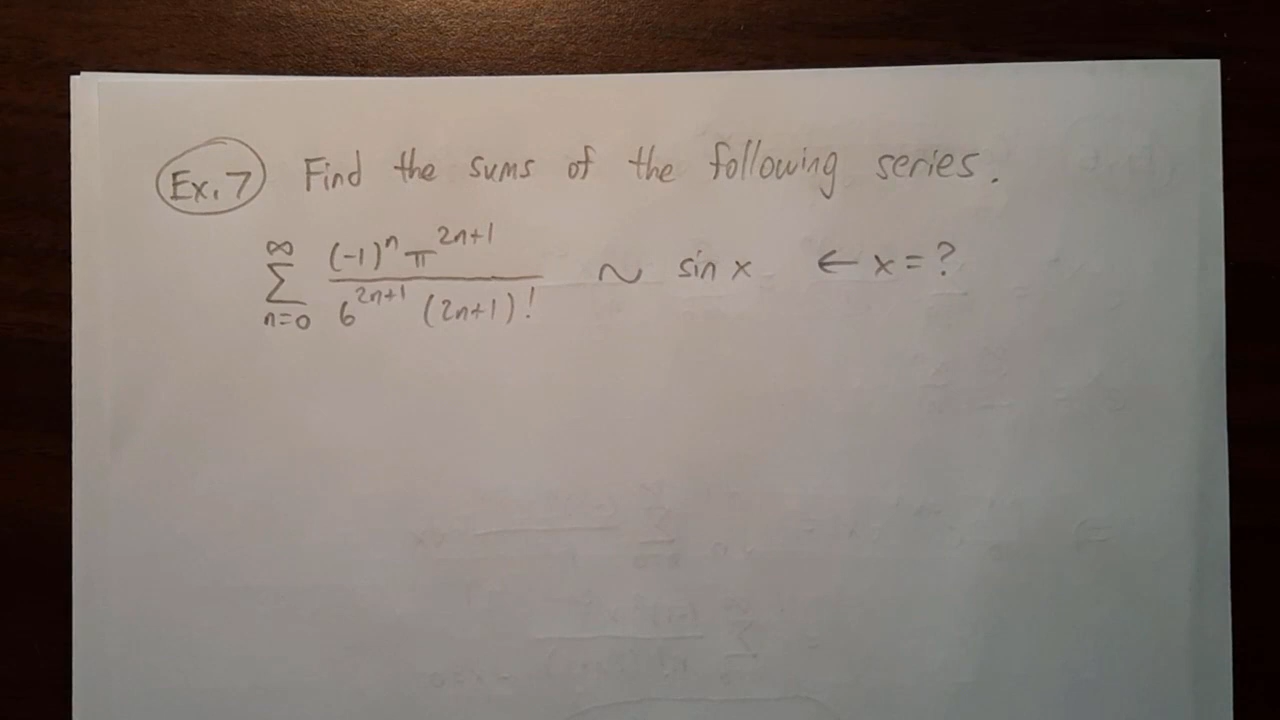 Ex. 7 Find the sums of the following series.
∞
∑ (-1)^n π^{2n+1} / 6^{2n+1} (2n+1)! ~ sin x ← x = ?
n=0